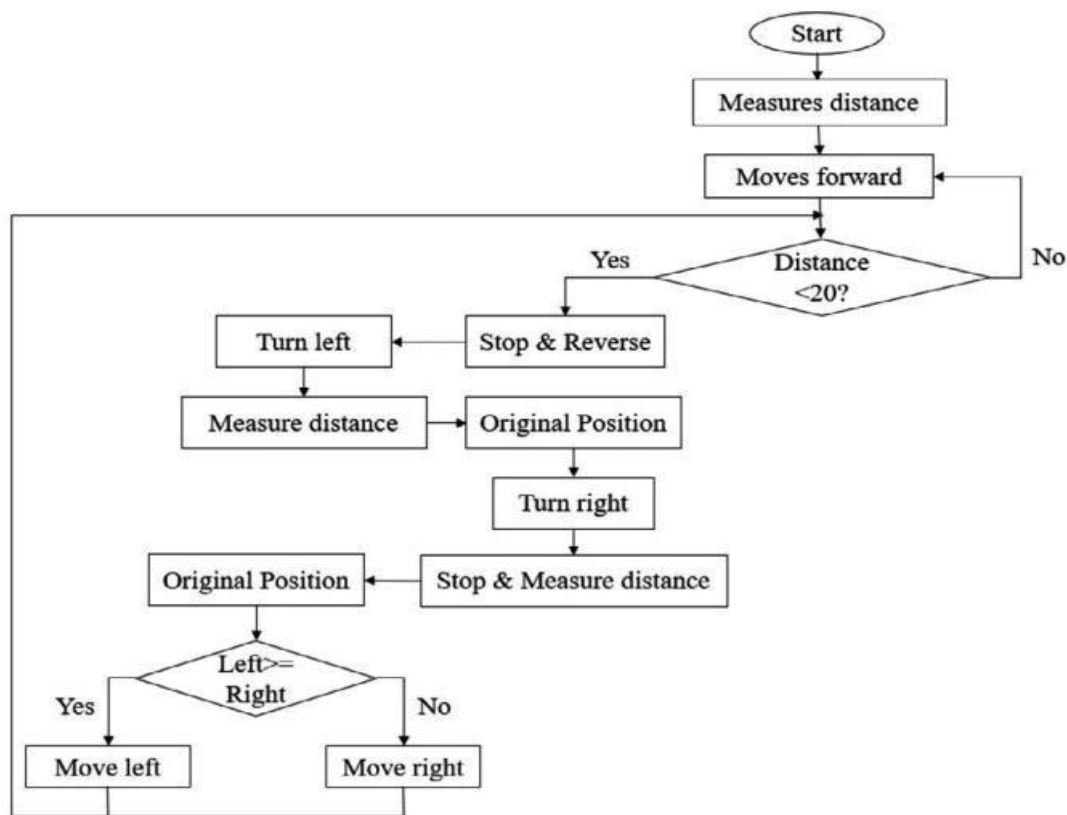 Start
Measures distance
Moves forward
Distance
<20?
Yes
No
Stop & Reverse
Turn left
Measure distance
Original Position
Turn right
Stop & Measure distance
Original Position
Left>=
Right
Yes
No
Move left
Move right